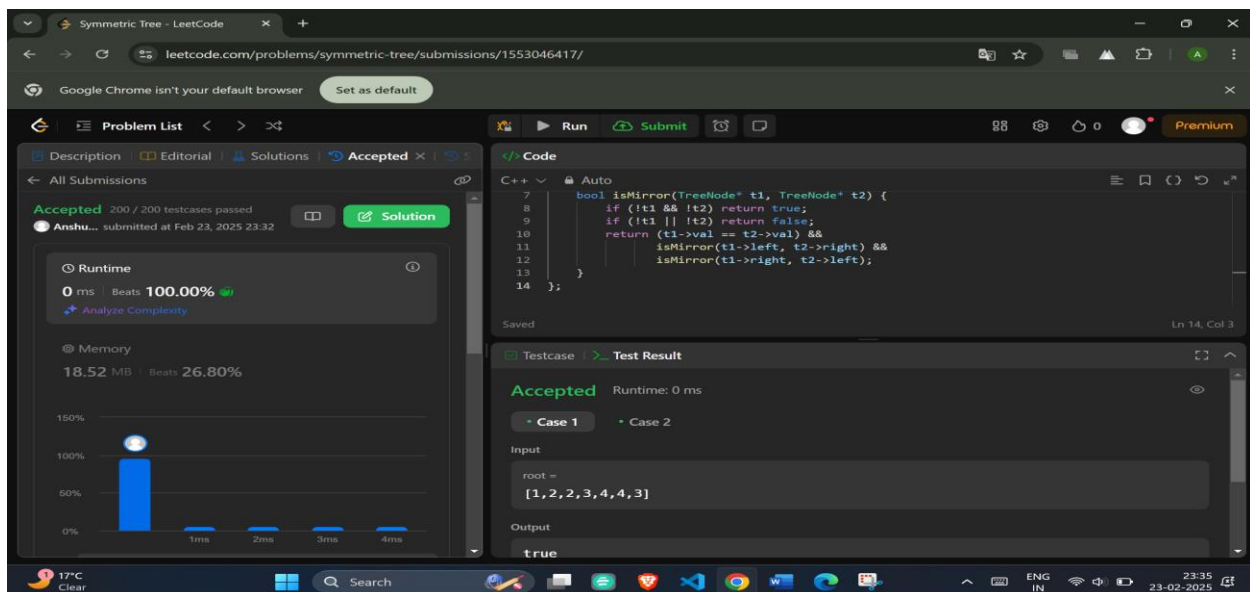 Symmetric Tree - LeetCode
leetcode.com/problems/symmetric-tree/submissions/1553046417/
A
Google Chrome isn't your default browser Set as default
Problem List Run Submit 0 Premium
Description Editorial Solutions Accepted
All Submissions
Accepted 200 / 200 testcases passed
Anshu... submitted at Feb 23, 2025 23:32
Solution
Runtime
0 ms Beats 100.00%
Analyze Complexity
Memory
18.52 MB Beats 26.80%
150%
100%
50%
0%
1ms 2ms 3ms 4ms
</> Code
C++ Auto
7 bool isMirror(TreeNode* t1, TreeNode* t2) {
8 if (!t1 && !t2) return true;
9 if (!t1 || !t2) return false;
10 return (t1->val == t2->val) &&
11 isMirror(t1->left, t2->right) &&
12 isMirror(t1->right, t2->left);
13 }
14 };
Saved Ln 14, Col 3
Testcase >_ Test Result
Accepted Runtime: 0 ms
• Case 1 • Case 2
Input
root =
[1,2,2,3,4,4,3]
Output
true
1
17°C
Clear
Search
ENG
IN
23:35
23-02-2025